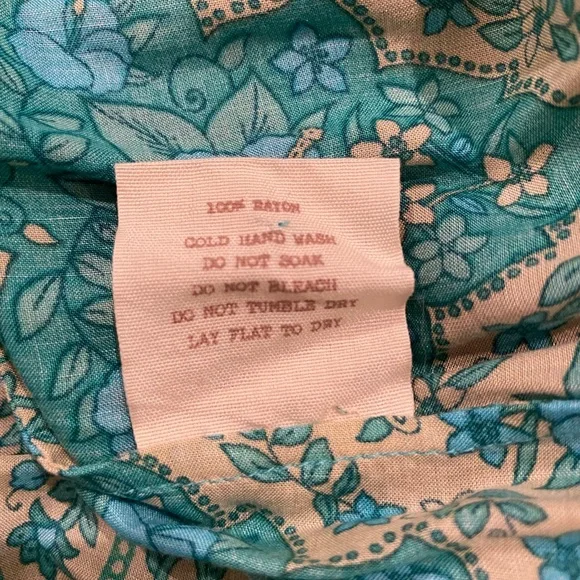 100% RAYON
COLD HAND WASH
DO NOT SOAK
DO NOT BLEACH
DO NOT TUMBLE DRY
LAY FLAT TO DRY